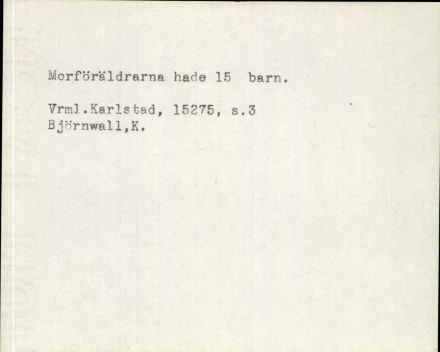 Morföräldrarna hade 15 barn.
Vrml.Karlstad, 15275, s.3
Björnwall,K.